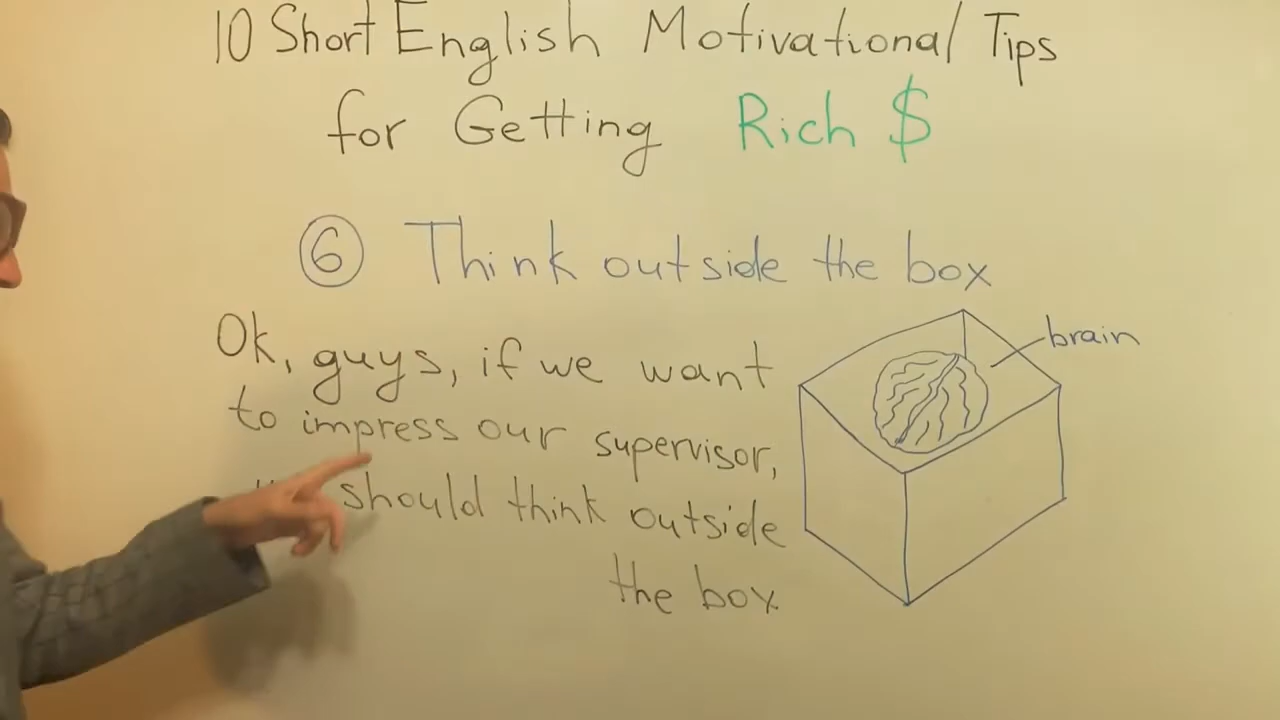 10 Short English Motivational Tips
for Getting Rich $
6 Think outside the box
Ok, guys, if we want
to impress our supervisor,
should think outside
the box.
brain